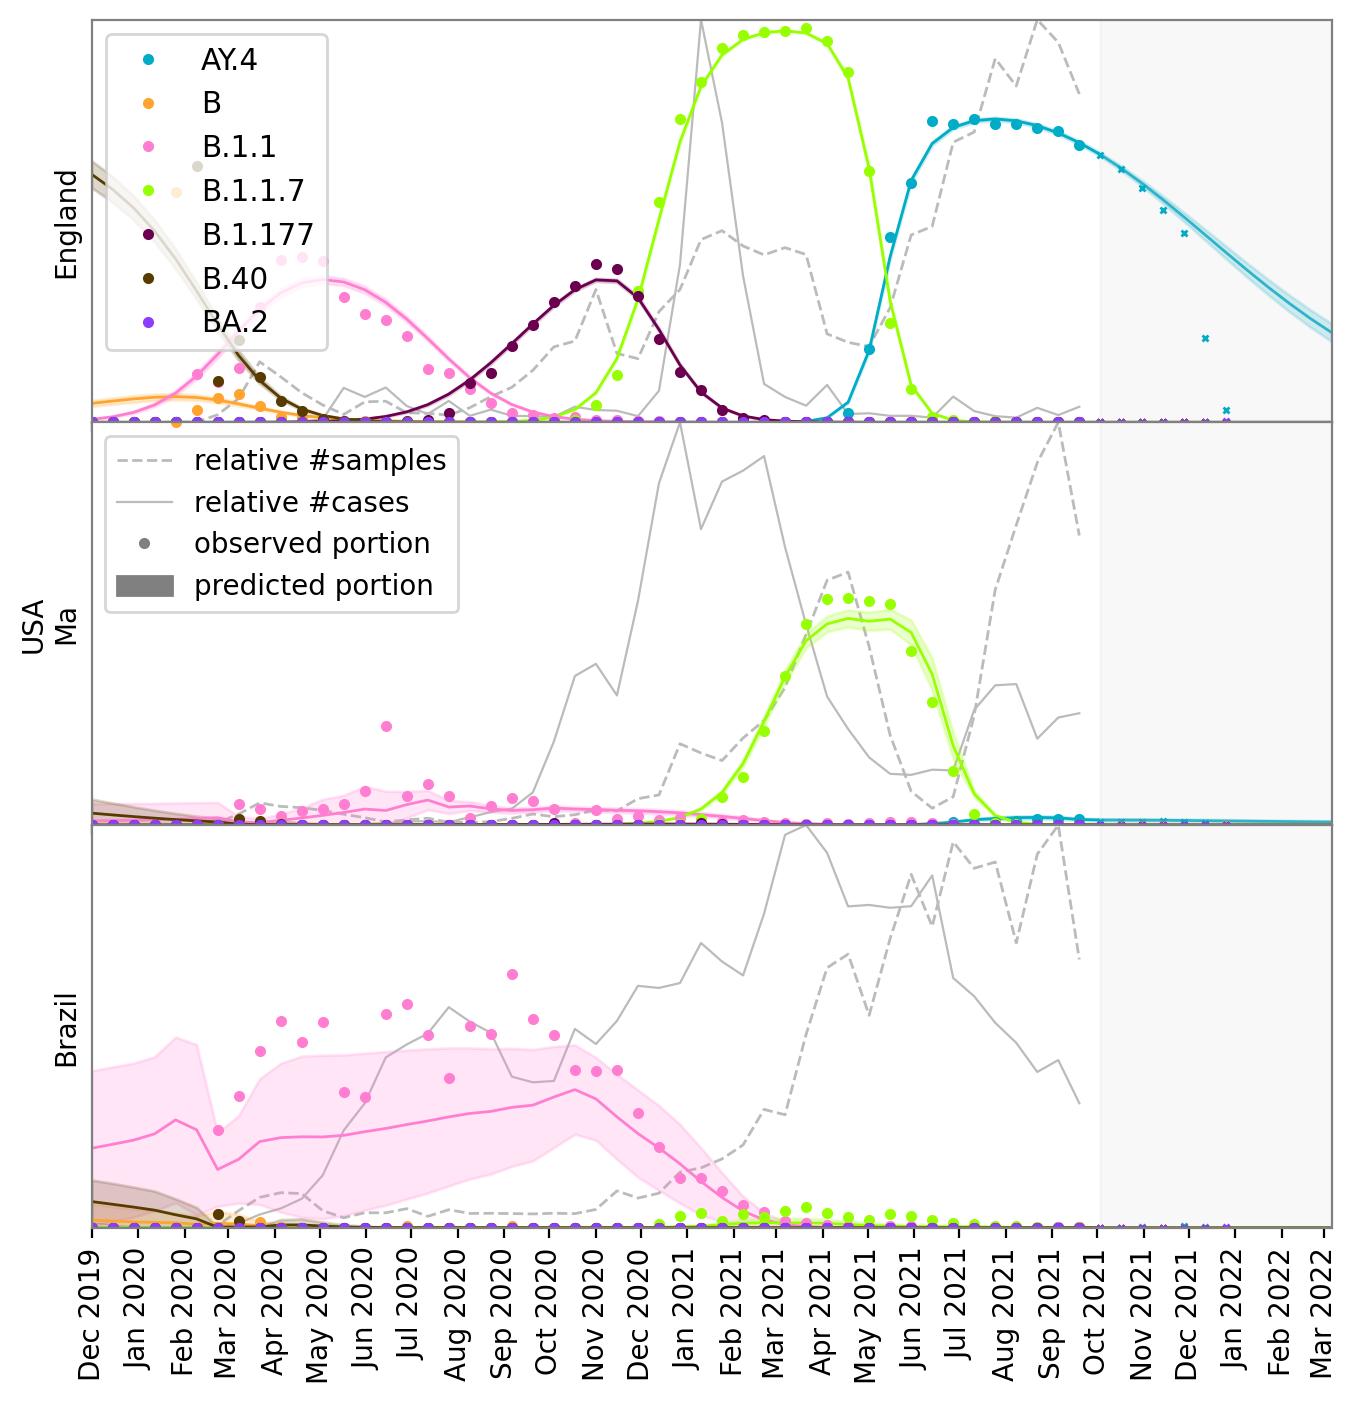 England
AY.4
B
B.1.1
B.1.1.7
B.1.177
B.40
BA.2
USA
Ma
relative #samples
relative #cases
observed portion
predicted portion
Brazil
Dec 2019
Jan 2020
Feb 2020
Mar 2020
Apr 2020
May 2020
Jun 2020
Jul 2020
Aug 2020
Sep 2020
Oct 2020
Nov 2020
Dec 2020
Jan 2021
Feb 2021
Mar 2021
Apr 2021
May 2021
Jun 2021
Jul 2021
Aug 2021
Sep 2021
Oct 2021
Nov 2021
Dec 2021
Jan 2022
Feb 2022
Mar 2022